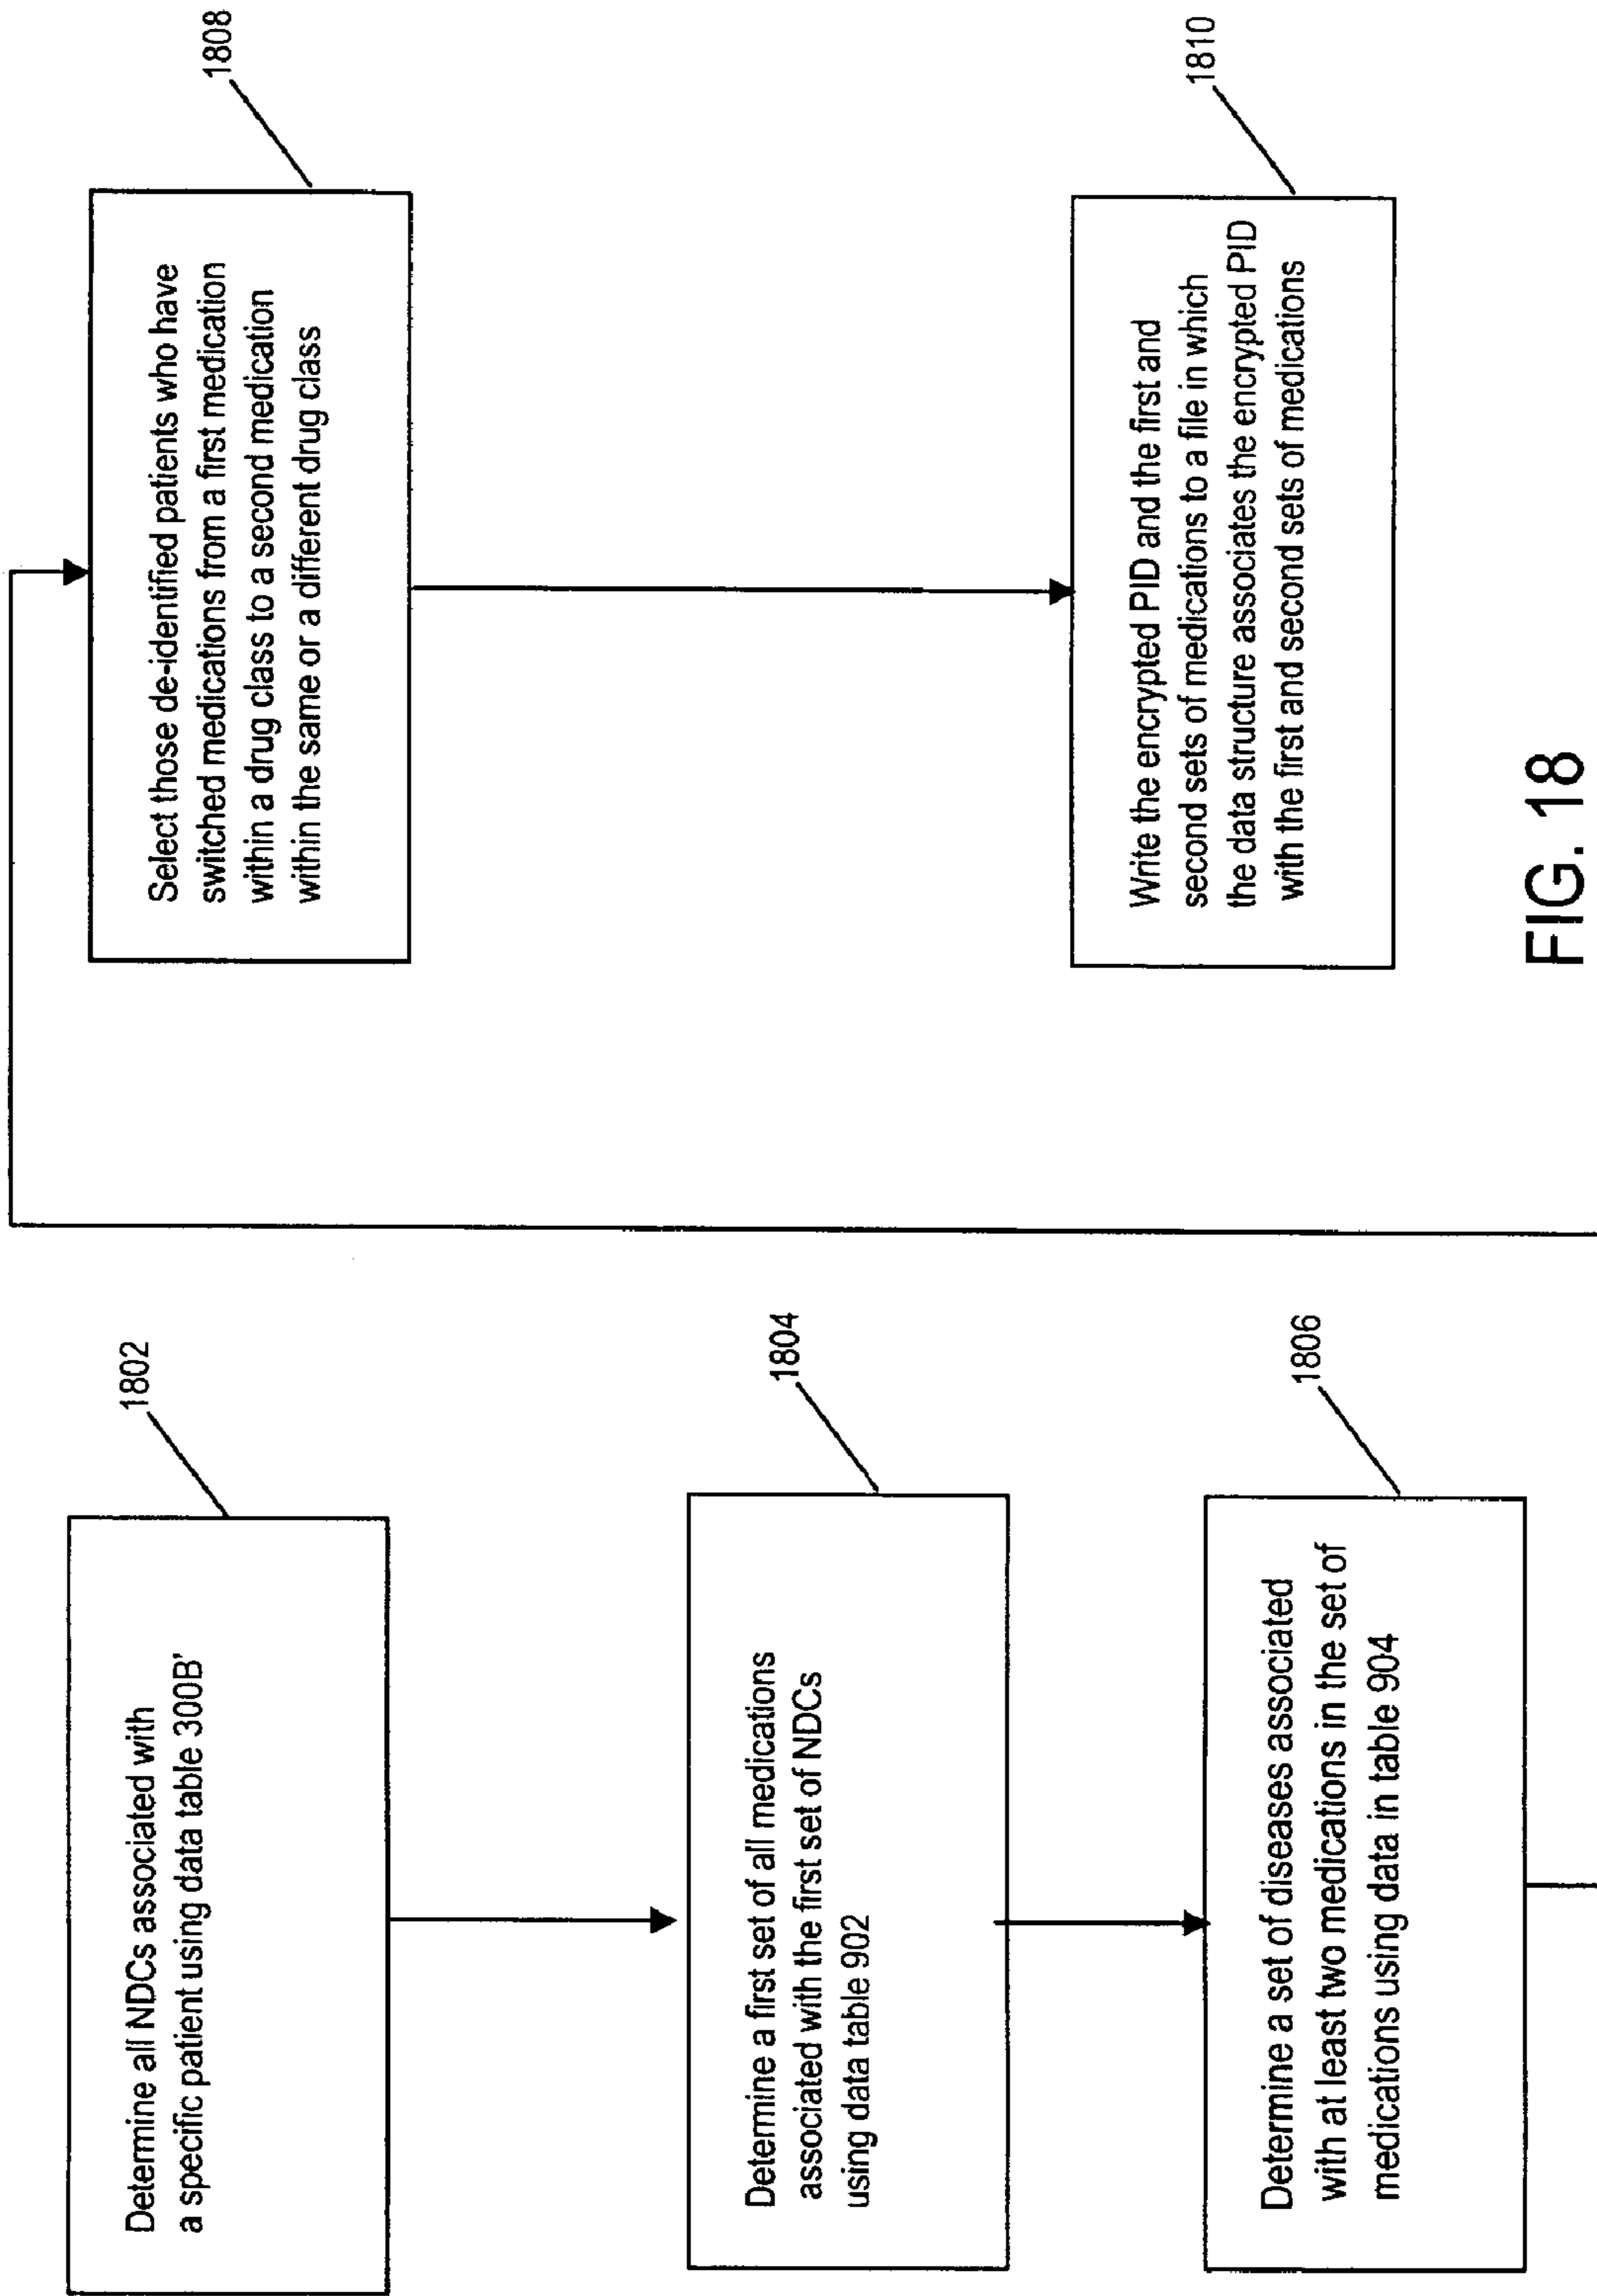 1802
Determine all NDCs associated with
a specific patient using data table 300B'
1804
Determine a first set of all medications
associated with the first set of NDCs
using data table 902
1806
Determine a set of diseases associated
with at least two medications in the set of
medications using data in table 904
1808
Select those de-identified patients who have
switched medications from a first medication
within a drug class to a second medication
within the same or a different drug class
1810
Write the encrypted PID and the first and
second sets of medications to a file in which
the data structure associates the encrypted PID
with the first and second sets of medications
FIG. 18